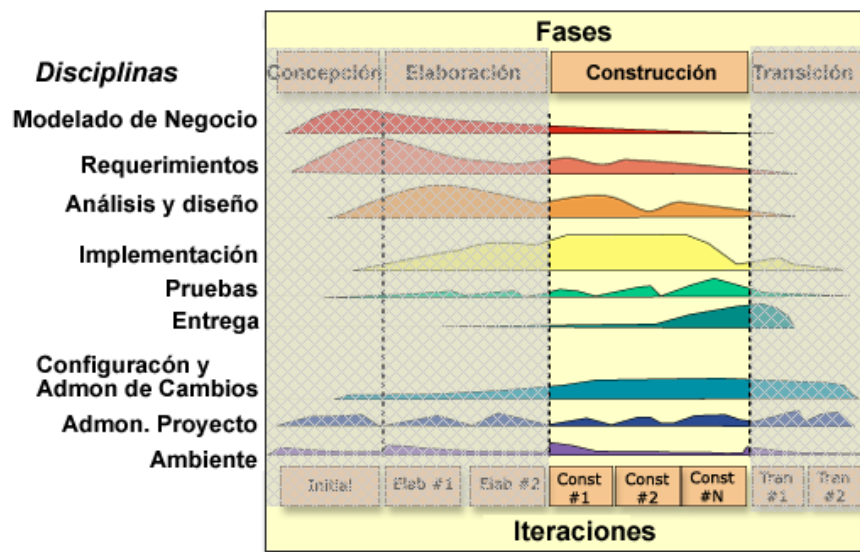 Fases
Disciplinas
Concepción
Elaboración
Construcción
Transición
Modelado de Negocio
Requerimientos
Análisis y diseño
Implementación
Pruebas
Entrega
Configuracón y
Admon de Cambios
Admon. Proyecto
Ambiente
Initial
Elab #1
Elab #2
Const
#1
Const
#2
Const
#N
Tran
#1
Tran
#2
Iteraciones